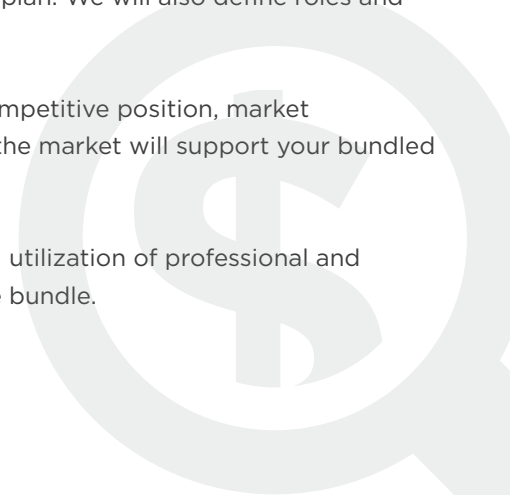 plan. We will also define roles and
mpetitive position, market
the market will support your bundled
utilization of professional and
bundle.